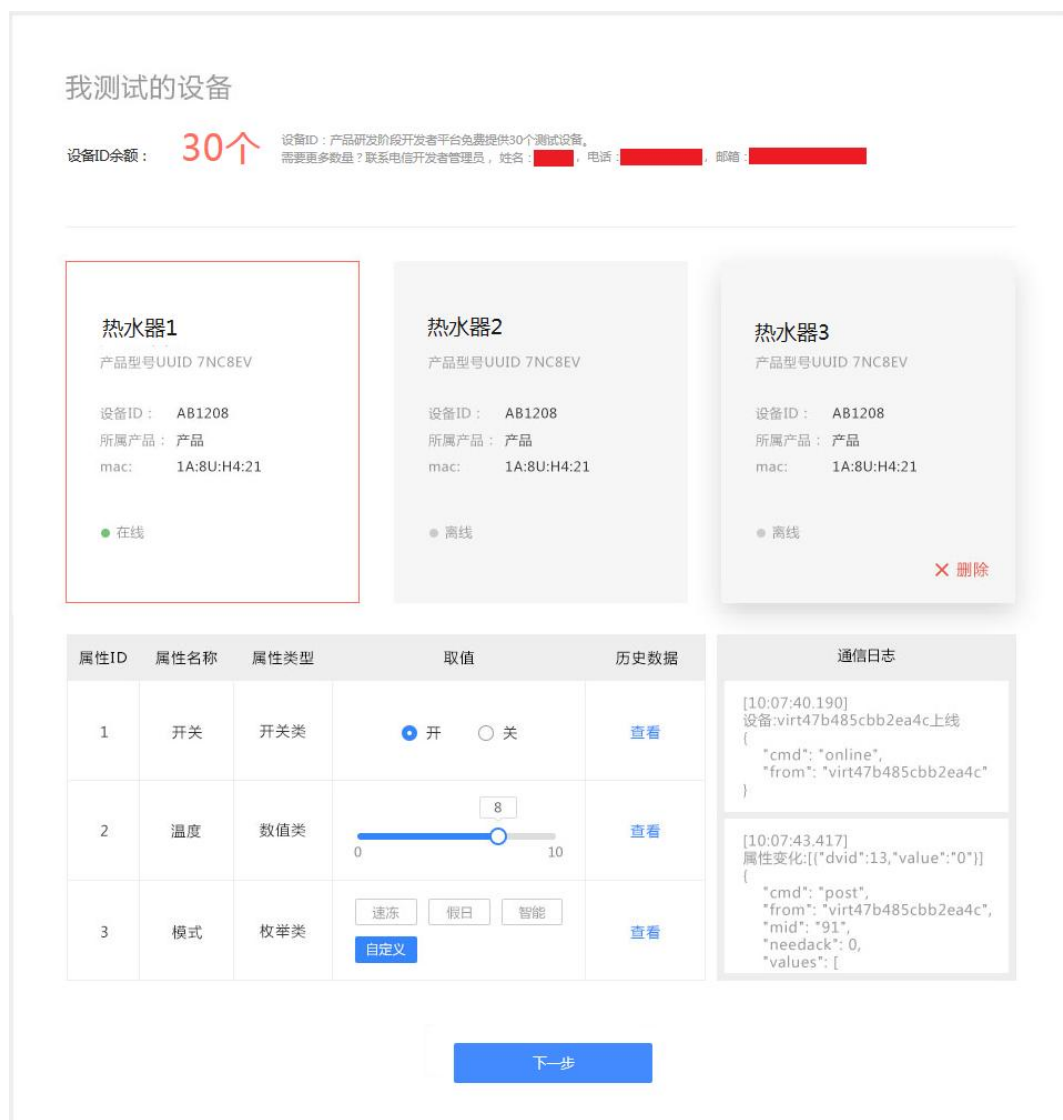 我测试的设备
设备ID余额： 30个
设备ID：产品研发阶段开发者平台免费提供30个测试设备。
需要更多数量？联系电信开发者管理员，姓名： ，电话： ，邮箱：
热水器1
产品型号UUID 7NC8EV
设备ID： AB1208
所属产品： 产品
mac: 1A:8U:H4:21
在线
热水器2
产品型号UUID 7NC8EV
设备ID： AB1208
所属产品： 产品
mac: 1A:8U:H4:21
离线
热水器3
产品型号UUID 7NC8EV
设备ID： AB1208
所属产品： 产品
mac: 1A:8U:H4:21
离线
× 删除
属性ID 属性名称 属性类型 取值 历史数据
1 开关 开关类 开 关 查看
8
2 温度 数值类 查看
0 10
速冻 假日 智能
3 模式 枚举类 查看
自定义
通信日志
[10:07:40.190]
设备:virt47b485cbb2ea4c上线
{
"cmd": "online",
"from": "virt47b485cbb2ea4c"
}
[10:07:43.417]
属性变化:[{"dvid":13,"value":"0"}]
{
"cmd": "post",
"from": "virt47b485cbb2ea4c",
"mid": "91",
"needack": 0,
"values": [
下一步